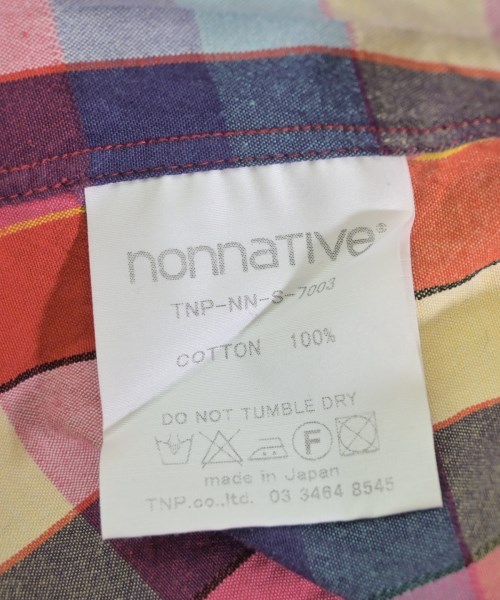 nonnative®
TNP-NN-S-7003
COTTON 100%
DO NOT TUMBLE DRY
F
made in Japan
TNP.co.,ltd. 03 3464 8545